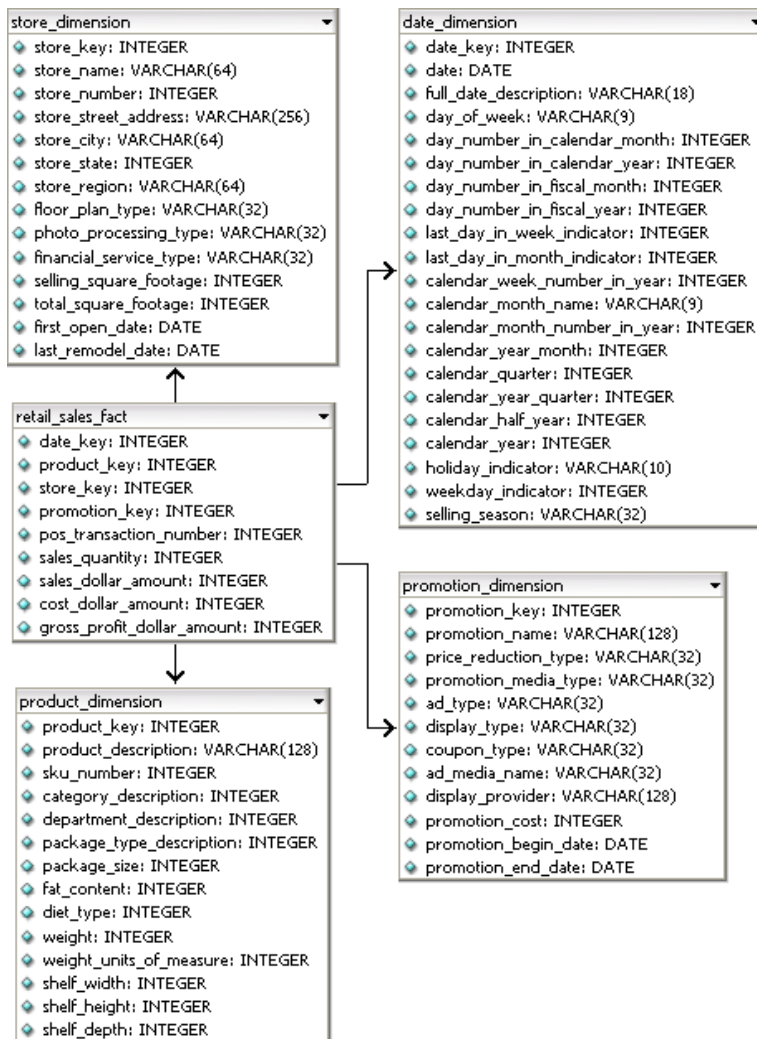 store_dimension
store_key: INTEGER
store_name: VARCHAR(64)
store_number: INTEGER
store_street_address: VARCHAR(256)
store_city: VARCHAR(64)
store_state: INTEGER
store_region: VARCHAR(64)
floor_plan_type: VARCHAR(32)
photo_processing_type: VARCHAR(32)
financial_service_type: VARCHAR(32)
selling_square_footage: INTEGER
total_square_footage: INTEGER
first_open_date: DATE
last_remodel_date: DATE
date_dimension
date_key: INTEGER
date: DATE
full_date_description: VARCHAR(18)
day_of_week: VARCHAR(9)
day_number_in_calendar_month: INTEGER
day_number_in_calendar_year: INTEGER
day_number_in_fiscal_month: INTEGER
day_number_in_fiscal_year: INTEGER
last_day_in_week_indicator: INTEGER
last_day_in_month_indicator: INTEGER
calendar_week_number_in_year: INTEGER
calendar_month_name: VARCHAR(9)
calendar_month_number_in_year: INTEGER
calendar_year_month: INTEGER
calendar_quarter: INTEGER
calendar_year_quarter: INTEGER
calendar_half_year: INTEGER
calendar_year: INTEGER
holiday_indicator: VARCHAR(10)
weekday_indicator: INTEGER
selling_season: VARCHAR(32)
retail_sales_fact
date_key: INTEGER
product_key: INTEGER
store_key: INTEGER
promotion_key: INTEGER
pos_transaction_number: INTEGER
sales_quantity: INTEGER
sales_dollar_amount: INTEGER
cost_dollar_amount: INTEGER
gross_profit_dollar_amount: INTEGER
promotion_dimension
promotion_key: INTEGER
promotion_name: VARCHAR(128)
price_reduction_type: VARCHAR(32)
promotion_media_type: VARCHAR(32)
ad_type: VARCHAR(32)
display_type: VARCHAR(32)
coupon_type: VARCHAR(32)
ad_media_name: VARCHAR(32)
display_provider: VARCHAR(128)
promotion_cost: INTEGER
promotion_begin_date: DATE
promotion_end_date: DATE
product_dimension
product_key: INTEGER
product_description: VARCHAR(128)
sku_number: INTEGER
category_description: INTEGER
department_description: INTEGER
package_type_description: INTEGER
package_size: INTEGER
fat_content: INTEGER
diet_type: INTEGER
weight: INTEGER
weight_units_of_measure: INTEGER
shelf_width: INTEGER
shelf_height: INTEGER
shelf_depth: INTEGER